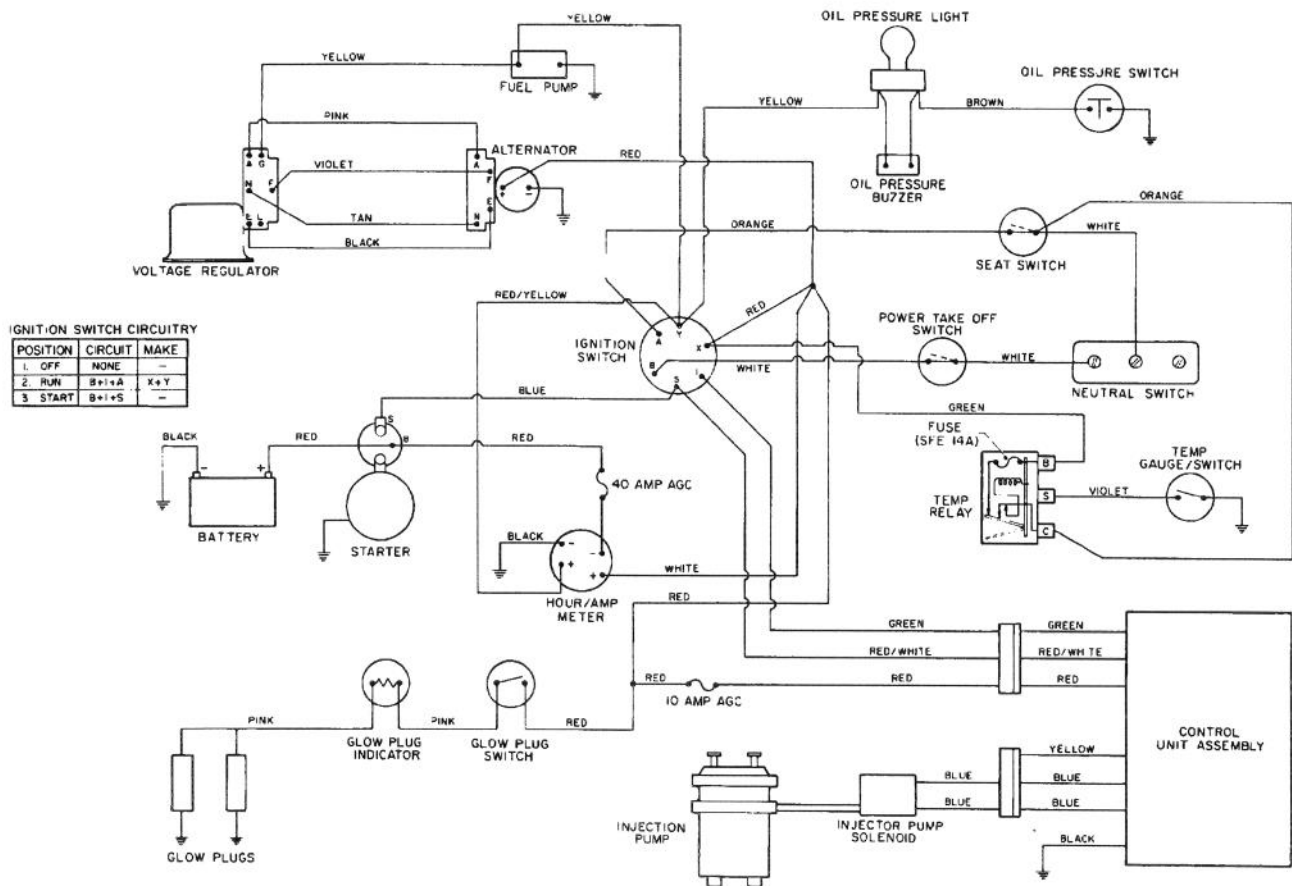 YELLOW
OIL PRESSURE LIGHT
YELLOW
FUEL PUMP
OIL PRESSURE SWITCH
YELLOW
BROWN
PINK
ALTERNATOR
RED
A G
A
VIOLET
F
N
F
+ -
OIL PRESSURE
BUZZER
E
E L
TAN
N
BLACK
ORANGE
ORANGE
WHITE
SEAT SWITCH
VOLTAGE REGULATOR
RED/YELLOW
RED
POWER TAKE OFF
SWITCH
IGNITION SWITCH CIRCUITRY
POSITION CIRCUIT MAKE
1. OFF NONE -
2. RUN B+I+A X+Y
3 START B+I+S -
IGNITION
SWITCH
A
Y
X
B
S
I
WHITE
WHITE
NEUTRAL SWITCH
BLUE
GREEN
FUSE
(SFE 14A)
S
BLACK
RED
B
RED
- +
BATTERY
STARTER
40 AMP AGC
TEMP
RELAY
B
S
C
VIOLET
TEMP
GAUGE/SWITCH
BLACK
-
-
+
+
WHITE
HOUR/AMP
METER
RED
GREEN
GREEN
RED/WHITE
RED/WHITE
RED
RED
RED
10 AMP AGC
PINK
PINK
RED
GLOW PLUG
INDICATOR
GLOW PLUG
SWITCH
CONTROL
UNIT ASSEMBLY
YELLOW
BLUE
BLUE
BLUE
BLUE
INJECTION
PUMP
INJECTOR PUMP
SOLENOID
BLACK
GLOW PLUGS